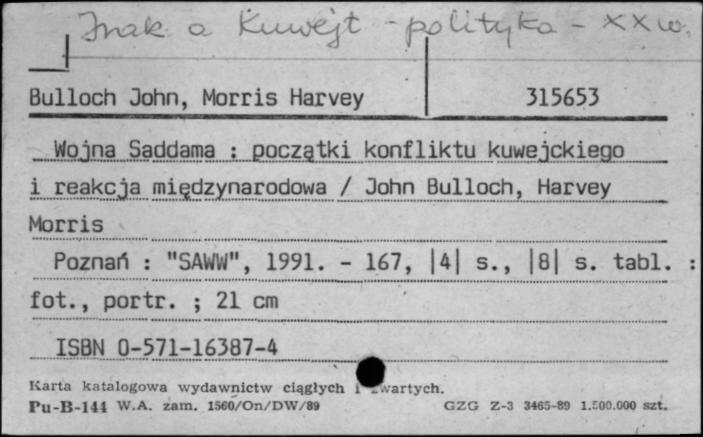 Irak a Kuwejt - polityka - XX w.
Bulloch John, Morris Harvey 315653
Wojna Saddama : początki konfliktu kuwejckiego
i reakcja międzynarodowa / John Bulloch, Harvey
Morris
Poznań : "SAWW", 1991. - 167, |4| s., |8| s. tabl. :
fot., portr. ; 21 cm
ISBN 0-571-16387-4
Karta katalogowa wydawnictw ciągłych i zwartych.
Pu-B-144 W.A. zam. 1560/On/DW/89 GZG Z-3 3465-89 1.500.000 szt.